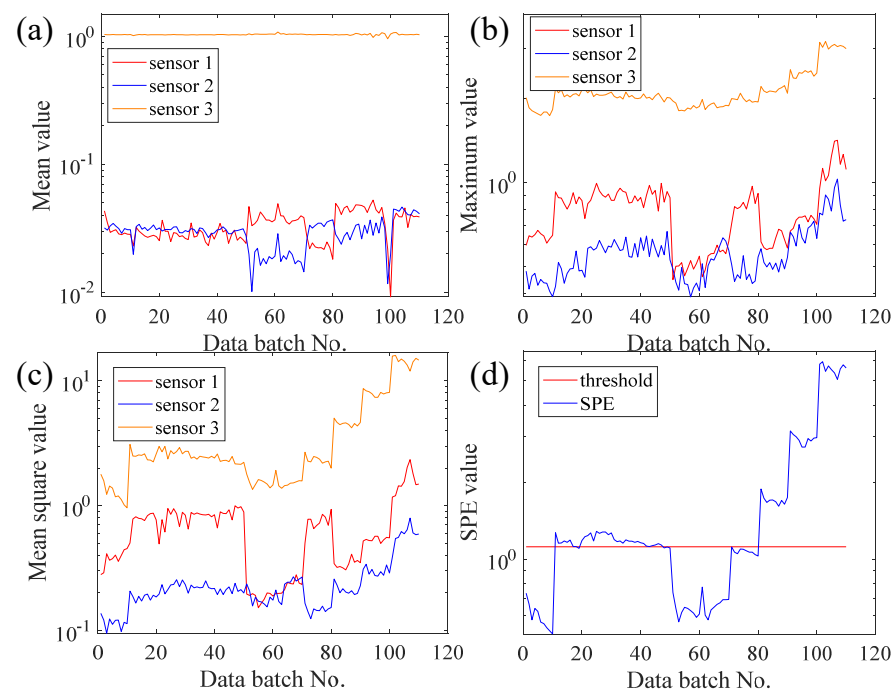 (a)
10^0
10^-1
10^-2
Mean value
sensor 1
sensor 2
sensor 3
0 20 40 60 80 100 120
Data batch No.
(b)
10^0
Maximum value
sensor 1
sensor 2
sensor 3
0 20 40 60 80 100 120
Data batch No.
(c)
10^1
10^0
10^-1
Mean square value
sensor 1
sensor 2
sensor 3
0 20 40 60 80 100 120
Data batch No.
(d)
10^0
SPE value
threshold
SPE
0 20 40 60 80 100 120
Data batch No.